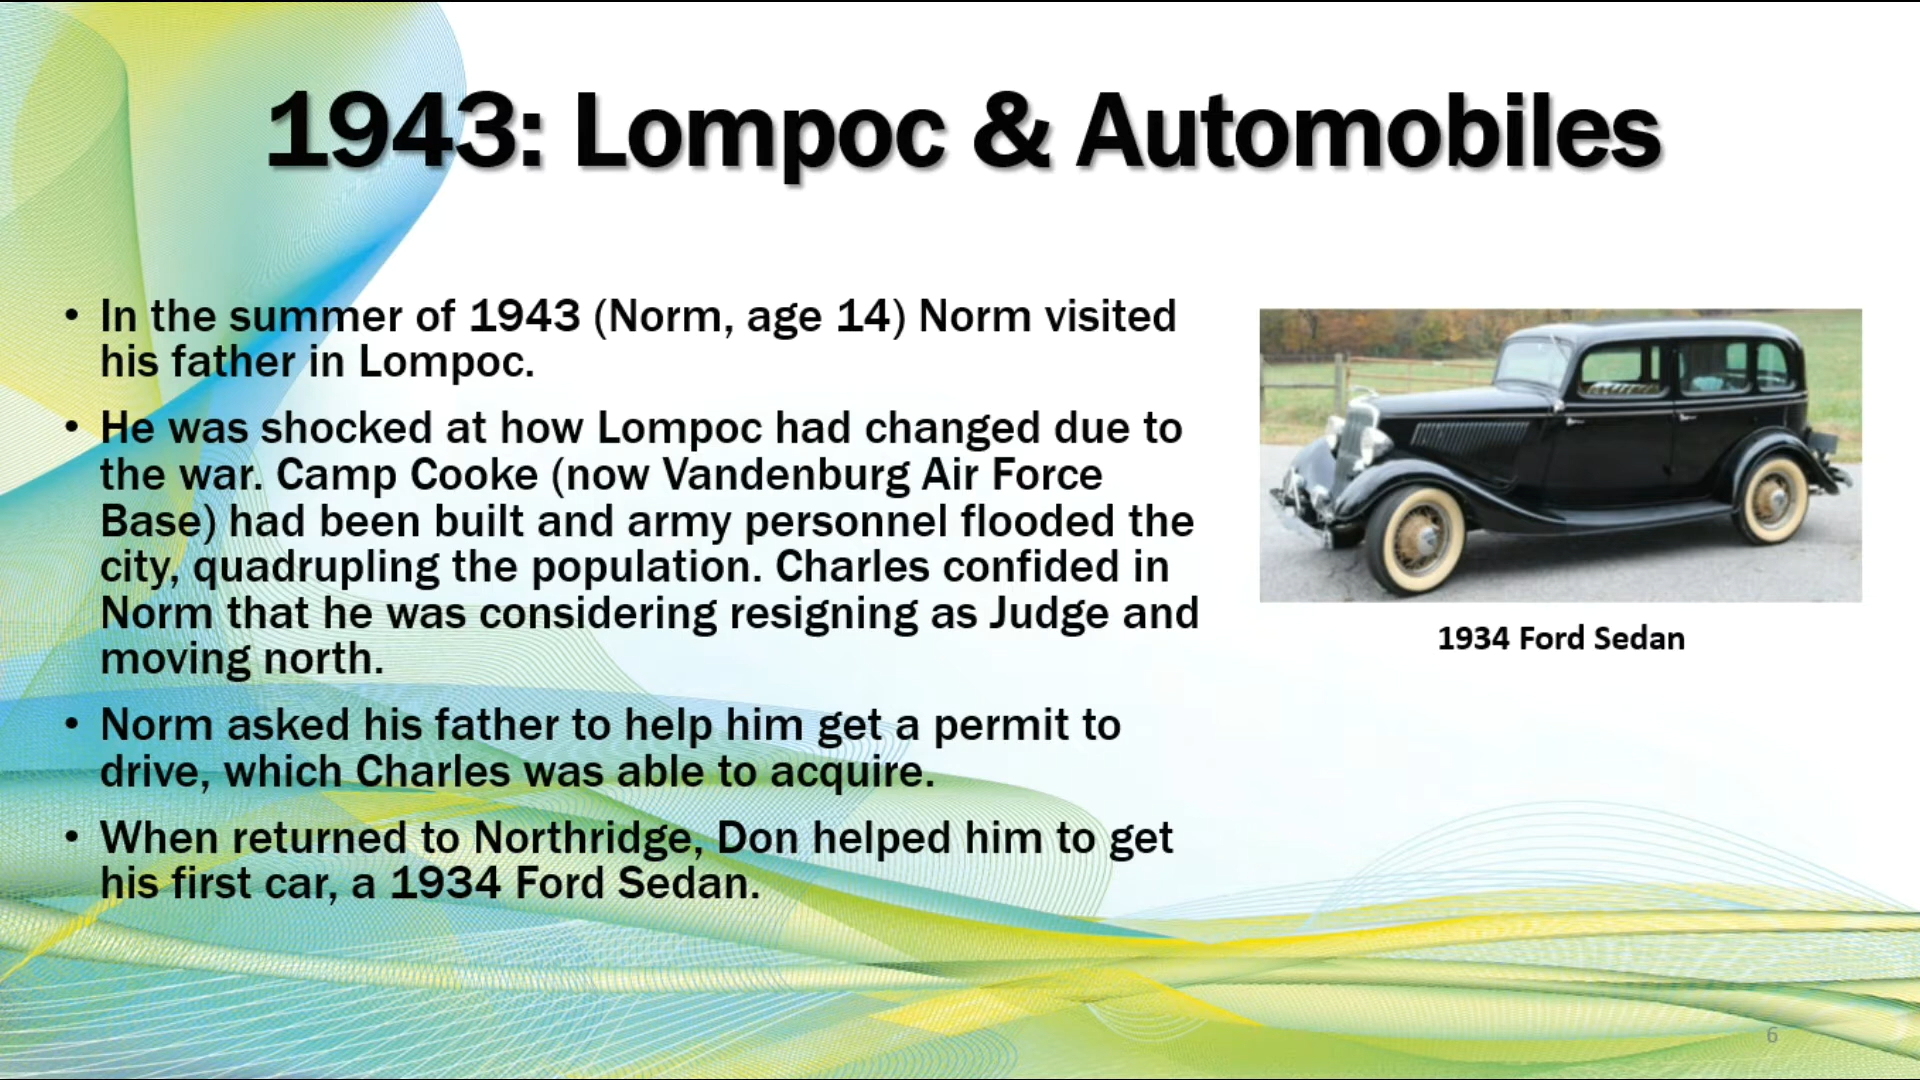 1943: Lompoc & Automobiles
• In the summer of 1943 (Norm, age 14) Norm visited
his father in Lompoc.
• He was shocked at how Lompoc had changed due to
the war. Camp Cooke (now Vandenburg Air Force
Base) had been built and army personnel flooded the
city, quadrupling the population. Charles confided in
Norm that he was considering resigning as Judge and
moving north.
• Norm asked his father to help him get a permit to
drive, which Charles was able to acquire.
• When returned to Northridge, Don helped him to get
his first car, a 1934 Ford Sedan.
1934 Ford Sedan
6